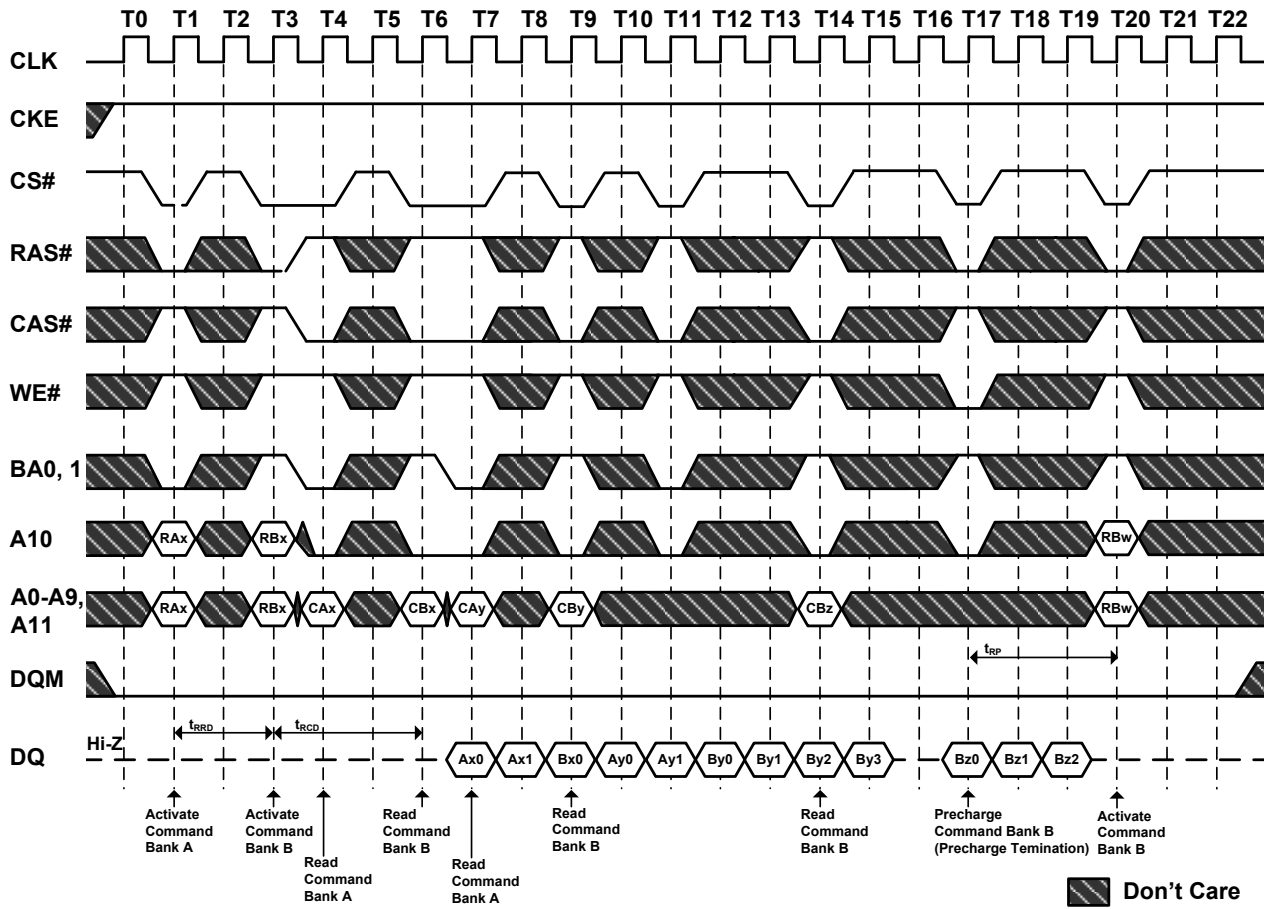 T0 T1 T2 T3 T4 T5 T6 T7 T8 T9 T10 T11 T12 T13 T14 T15 T16 T17 T18 T19 T20 T21 T22
CLK
CKE
CS#
RAS#
CAS#
WE#
BA0, 1
A10
RAx RBx RBw
A0-A9,
A11
RAx RBx CAx CBx CAy CBy CBz RBw
tRP
DQM
tRRD tRCD
Hi-Z
DQ
Ax0 Ax1 Bx0 Ay0 Ay1 By0 By1 By2 By3 Bz0 Bz1 Bz2
Activate
Command
Bank A
Activate
Command
Bank B
Read
Command
Bank A
Read
Command
Bank B
Read
Command
Bank A
Read
Command
Bank B
Read
Command
Bank B
Precharge
Command Bank B
(Precharge Temination)
Activate
Command
Bank B
Don't Care